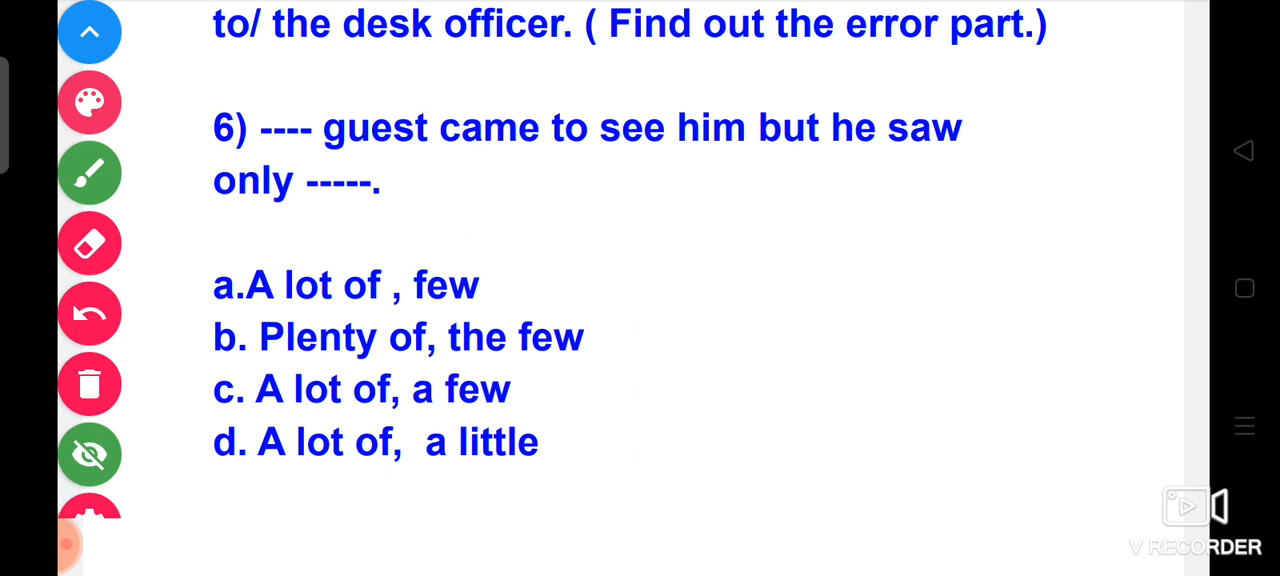 to/ the desk officer. ( Find out the error part.)
6) ---- guest came to see him but he saw
only -----.
a.A lot of , few
b. Plenty of, the few
c. A lot of, a few
d. A lot of,  a little
V RECORDER